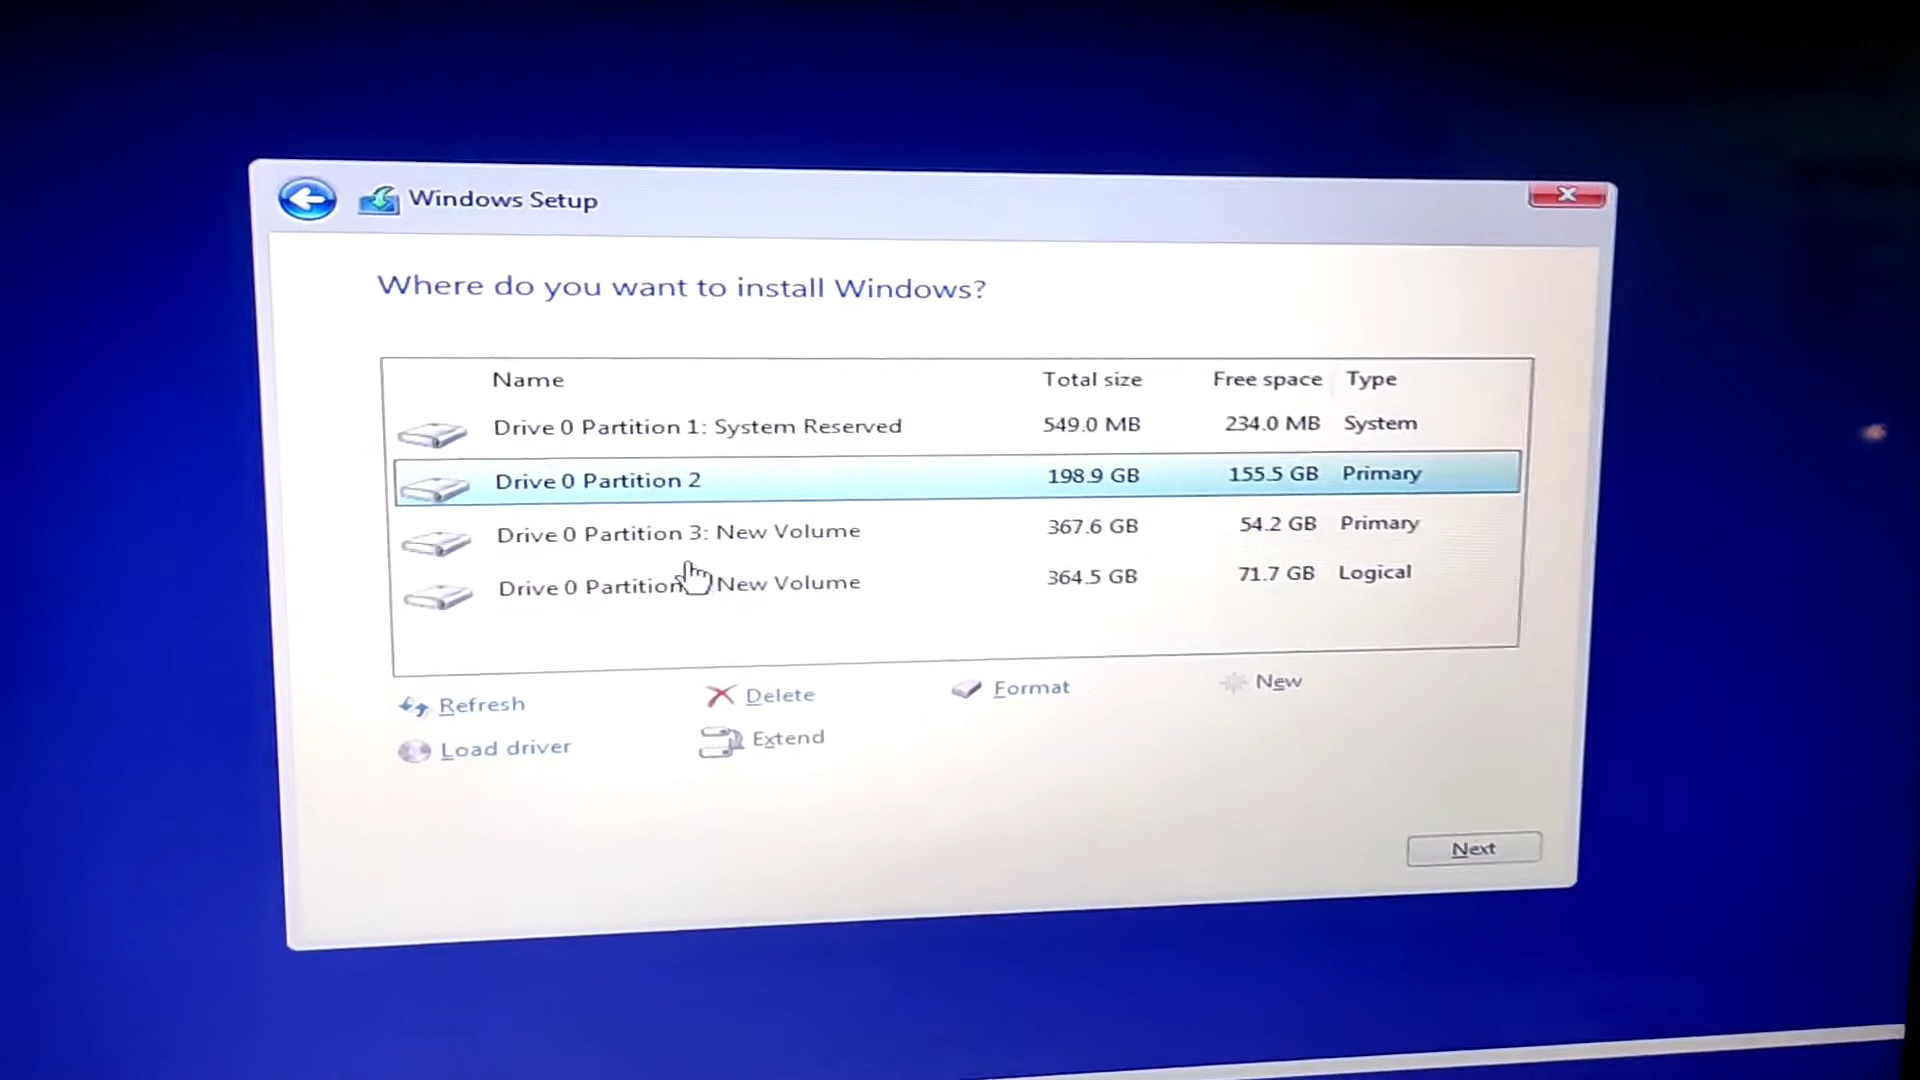 Windows Setup
Where do you want to install Windows?
Name Total size Free space Type
Drive 0 Partition 1: System Reserved 549.0 MB 234.0 MB System
Drive 0 Partition 2 198.9 GB 155.5 GB Primary
Drive 0 Partition 3: New Volume 367.6 GB 54.2 GB Primary
Drive 0 Partition New Volume 364.5 GB 71.7 GB Logical
Refresh Delete Format New
Load driver Extend
Next